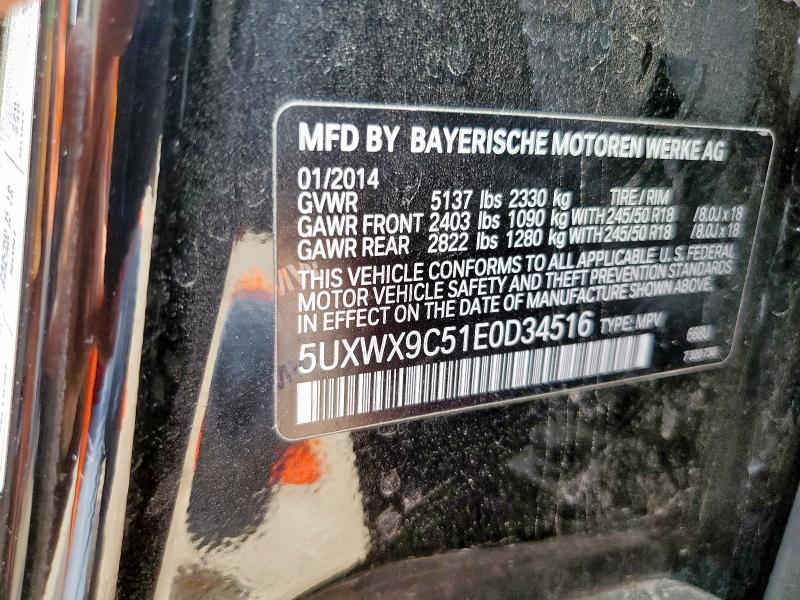 MFD BY BAYERISCHE MOTOREN WERKE AG
01/2014
GVWR 5137 lbs 2330 kg TIRE / RIM
GAWR FRONT 2403 lbs 1090 kg WITH 245/50 R18 /8.0J x 18
GAWR REAR 2822 lbs 1280 kg WITH 245/50 R18 /8.0J x 18
THIS VEHICLE CONFORMS TO ALL APPLICABLE U.S. FEDERAL
MOTOR VEHICLE SAFETY AND THEFT PREVENTION STANDARDS
IN EFFECT ON THE DATE OF MANUFACTURE SHOWN ABOVE.
5UXWX9C51E0D34516 TYPE: MPV